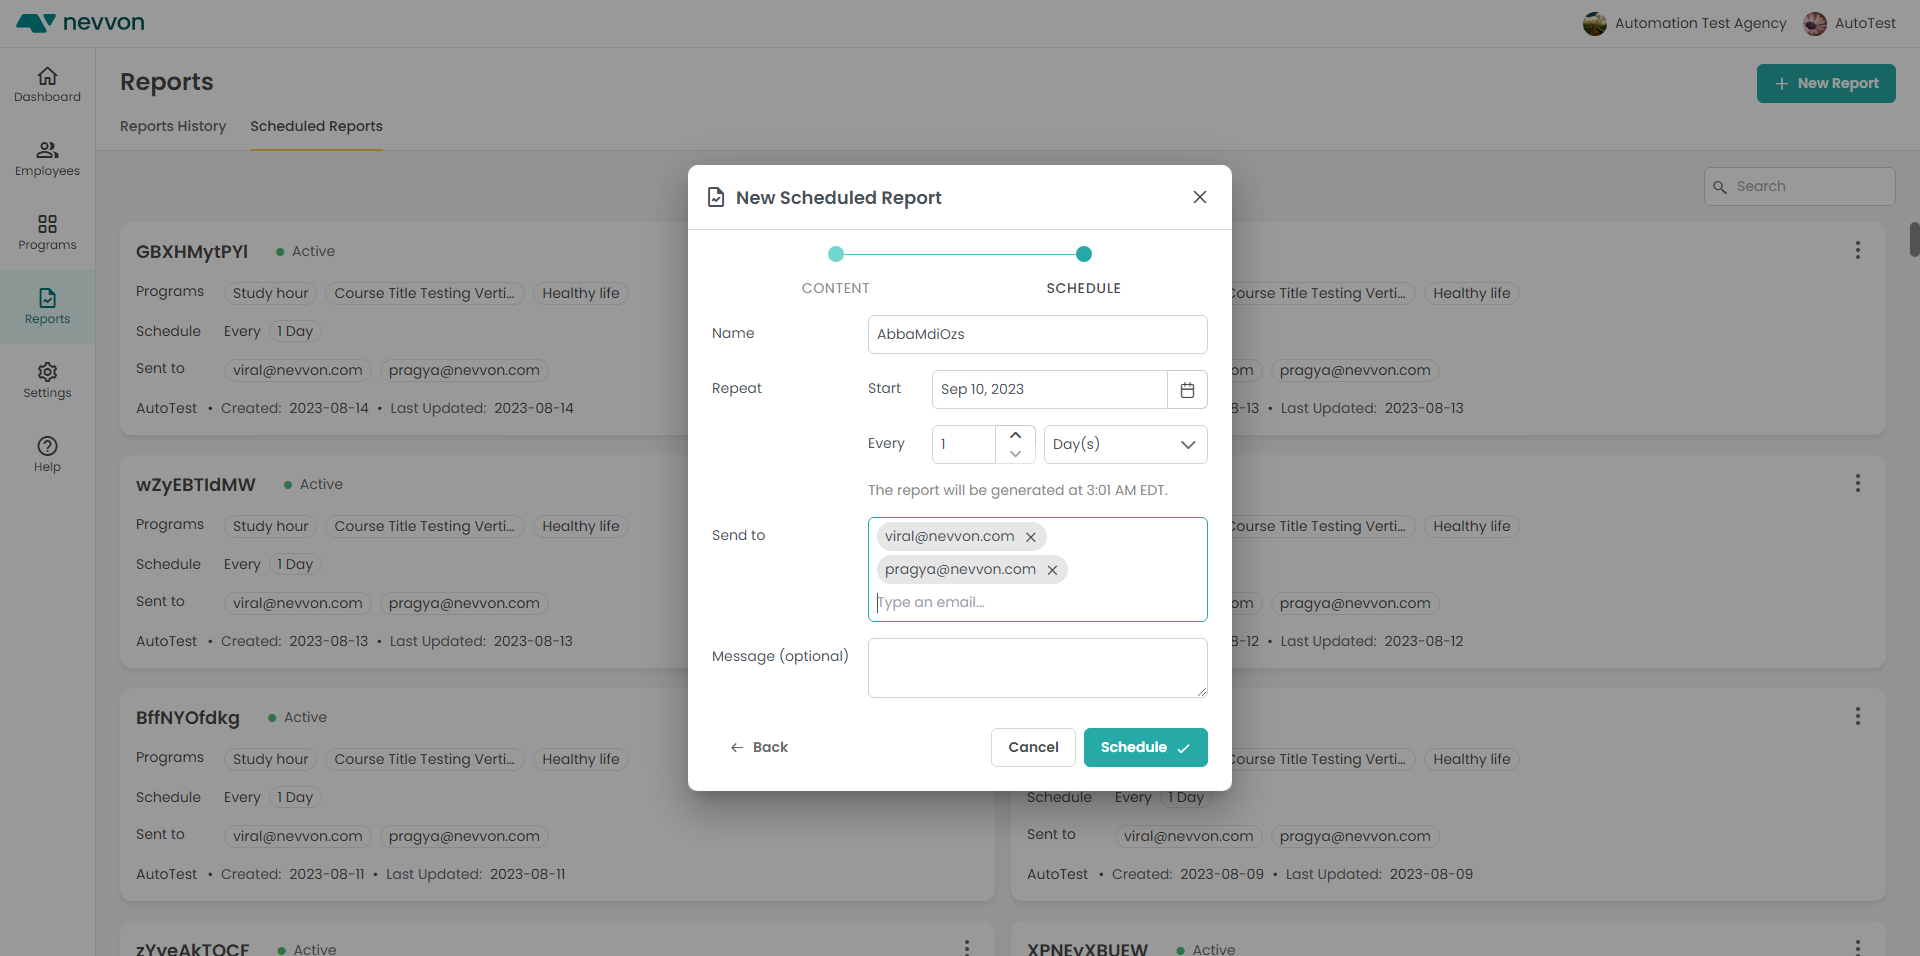 nevvon
Automation Test Agency
AutoTest
Dashboard
Employees
Programs
Reports
Settings
Help
Reports
New Report
Reports History
Scheduled Reports
Search
GBXHMytPYl
Active
Programs Study hour Course Title Testing Verti... Healthy life
Schedule Every 1 Day
Sent to viral@nevvon.com pragya@nevvon.com
AutoTest • Created: 2023-08-14 • Last Updated: 2023-08-14
Course Title Testing Verti... Healthy life
om pragya@nevvon.com
8-13 • Last Updated: 2023-08-13
wZyEBTIdMW
Active
Programs Study hour Course Title Testing Verti... Healthy life
Schedule Every 1 Day
Sent to viral@nevvon.com pragya@nevvon.com
AutoTest • Created: 2023-08-13 • Last Updated: 2023-08-13
Course Title Testing Verti... Healthy life
om pragya@nevvon.com
8-12 • Last Updated: 2023-08-12
BffNYOfdkg
Active
Programs Study hour Course Title Testing Verti... Healthy life
Schedule Every 1 Day
Sent to viral@nevvon.com pragya@nevvon.com
AutoTest • Created: 2023-08-11 • Last Updated: 2023-08-11
Course Title Testing Verti... Healthy life
Schedule Every 1 Day
Sent to viral@nevvon.com pragya@nevvon.com
AutoTest • Created: 2023-08-09 • Last Updated: 2023-08-09
zYveAkTOCF
Active
XPNEvXBUEW
Active
New Scheduled Report
CONTENT
SCHEDULE
Name AbbaMdiOzs
Repeat Start Sep 10, 2023
Every 1 Day(s)
The report will be generated at 3:01 AM EDT.
Send to viral@nevvon.com
pragya@nevvon.com
Type an email...
Message (optional)
Back
Cancel
Schedule